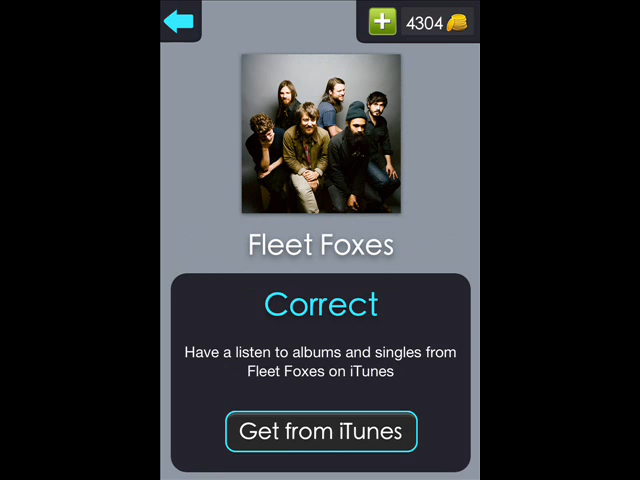 4304
Fleet Foxes
Correct
Have a listen to albums and singles from
Fleet Foxes on iTunes
Get from iTunes